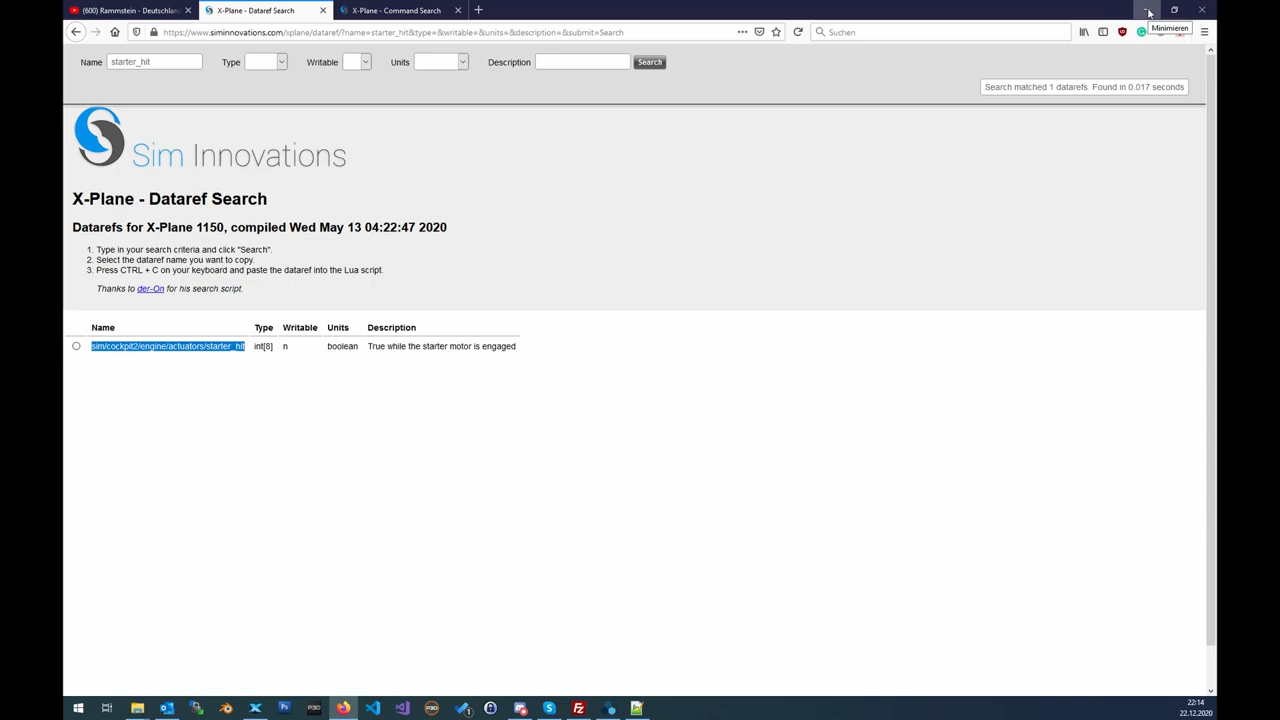 (600) Rammstein - Deutschlan
X-Plane - Dataref Search
X-Plane - Command Search
https://www.siminnovations.com/xplane/dataref/?name=starter_hit&type=&writable=&units=&description=&submit=Search
Suchen
Minimieren
Name starter_hit Type Writable Units Description Search
Search matched 1 datarefs. Found in 0.017 seconds
Sim Innovations
X-Plane - Dataref Search
Datarefs for X-Plane 1150, compiled Wed May 13 04:22:47 2020
1. Type in your search criteria and click "Search".
2. Select the dataref name you want to copy.
3. Press CTRL + C on your keyboard and paste the dataref into the Lua script.
Thanks to der-On for his search script.
Name Type Writable Units Description
sim/cockpit2/engine/actuators/starter_hit int[8] n boolean True while the starter motor is engaged
22:14
22.12.2020